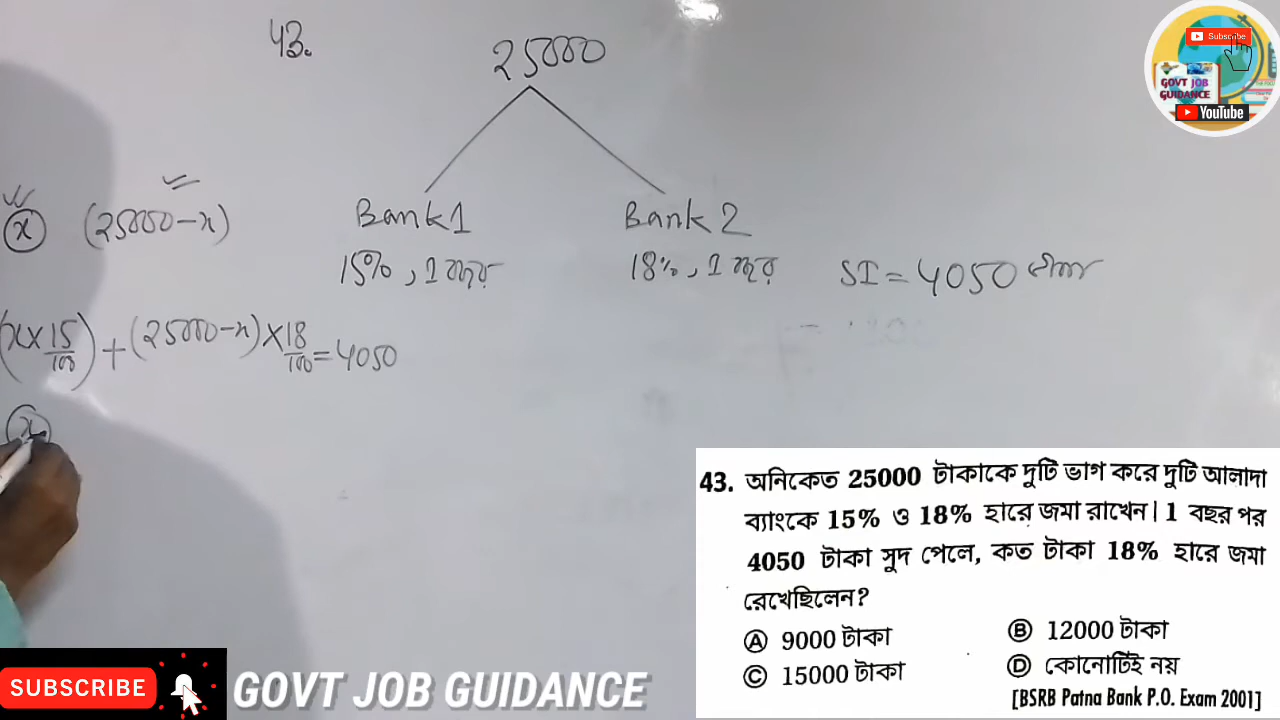 43.
25000
x (25000-x)
Bank 1
Bank 2
15%, 1 বছর
18%, 1 বছর
SI = 4050 টাকা
(x × 15/100) + (25000-x) × 18/100 = 4050
x
43. অনিকেত 25000 টাকাকে দুটি ভাগ করে দুটি আলাদা
ব্যাংকে 15% ও 18% হারে জমা রাখেন। 1 বছর পর
4050 টাকা সুদ পেলে, কত টাকা 18% হারে জমা
রেখেছিলেন?
Ⓐ 9000 টাকা
Ⓑ 12000 টাকা
Ⓒ 15000 টাকা
Ⓓ কোনোটিই নয়
[BSRB Patna Bank P.O. Exam 2001]
Subscribe
GOVT JOB
GUIDANCE
YouTube
SUBSCRIBE
GOVT JOB GUIDANCE